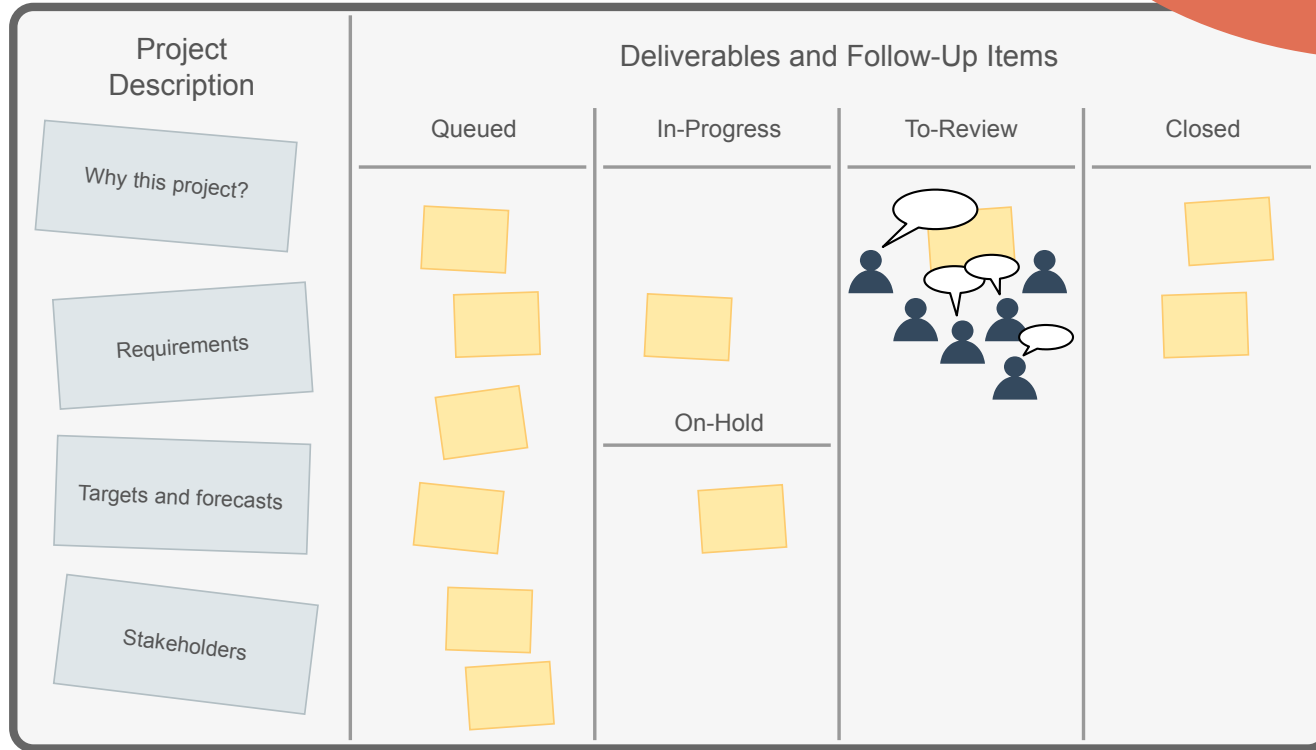 Project
Description
Deliverables and Follow-Up Items
Queued
In-Progress
To-Review
Closed
Why this project?
Requirements
On-Hold
Targets and forecasts
Stakeholders